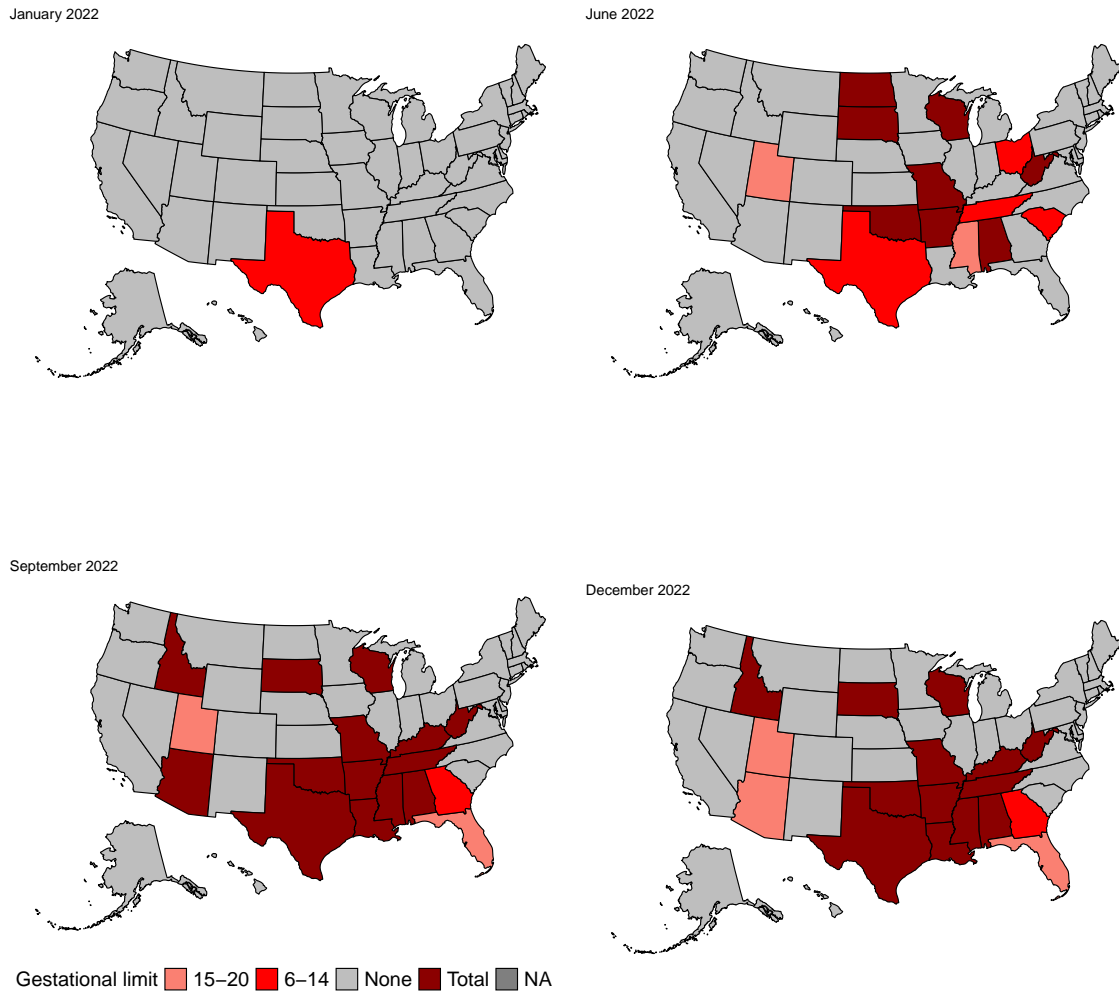 January 2022
June 2022
September 2022
December 2022
Gestational limit 15−20 6−14 None Total NA